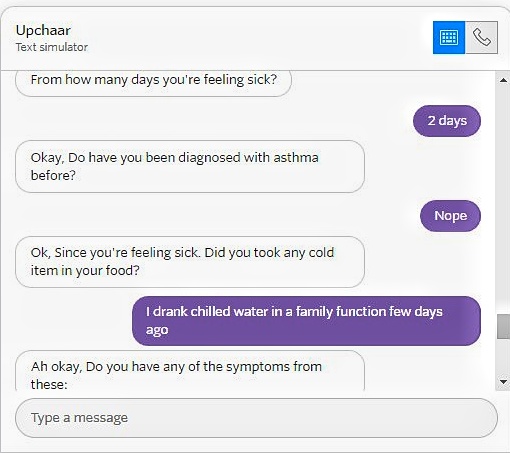 Upchaar
Text simulator
From how many days you're feeling sick?
2 days
Okay, Do have you been diagnosed with asthma
before?
Nope
Ok, Since you're feeling sick. Did you took any cold
item in your food?
I drank chilled water in a family function few days
ago
Ah okay, Do you have any of the symptoms from
these:
Type a message